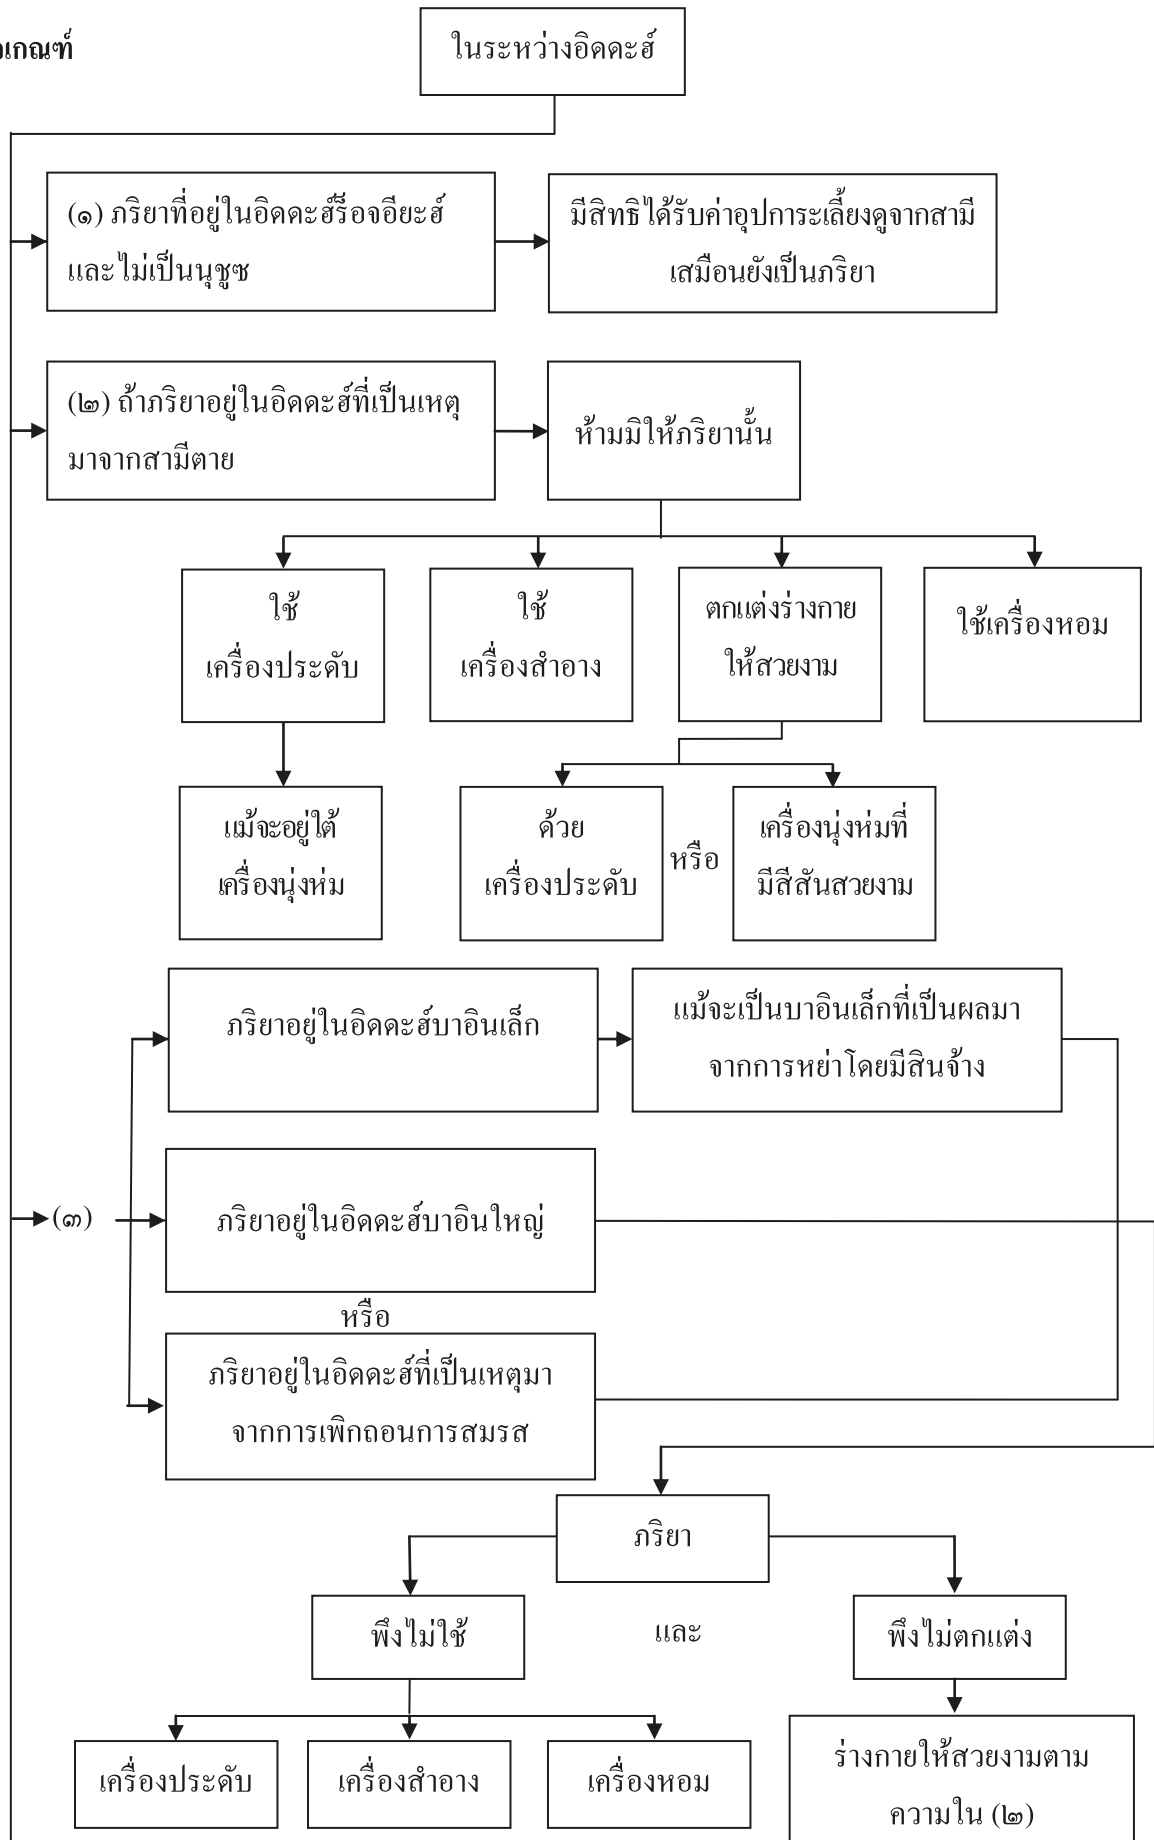 ในระหว่างอิดดะฮ์
(๑) ภริยาที่อยู่ในอิดดะฮ์ร็อจอียะฮ์
และไม่เป็นนุชูซ
มีสิทธิได้รับค่าอุปการะเลี้ยงดูจากสามี
เสมือนยังเป็นภริยา
(๒) ถ้าภริยาอยู่ในอิดดะฮ์ที่เป็นเหตุ
มาจากสามีตาย
ห้ามมิให้ภริยานั้น
ใช้
เครื่องประดับ
ใช้
เครื่องสำอาง
ตกแต่งร่างกาย
ให้สวยงาม
ใช้เครื่องหอม
แม้จะอยู่ใต้
เครื่องนุ่งห่ม
ด้วย
เครื่องประดับ
หรือ
เครื่องนุ่งห่มที่
มีสีสันสวยงาม
(๓)
ภริยาอยู่ในอิดดะฮ์บาอินเล็ก
แม้จะเป็นบาอินเล็กที่เป็นผลมา
จากการหย่าโดยมีสินจ้าง
ภริยาอยู่ในอิดดะฮ์บาอินใหญ่
หรือ
ภริยาอยู่ในอิดดะฮ์ที่เป็นเหตุมา
จากการเพิกถอนการสมรส
ภริยา
พึงไม่ใช้
และ
พึงไม่ตกแต่ง
เครื่องประดับ
เครื่องสำอาง
เครื่องหอม
ร่างกายให้สวยงามตาม
ความใน (๒)